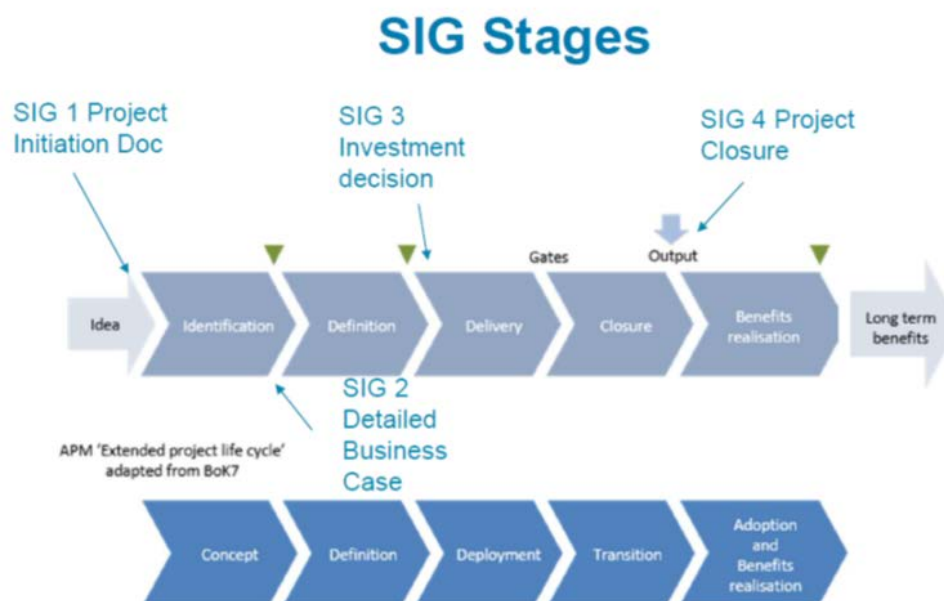 SIG Stages
SIG 1 Project
Initiation Doc
SIG 3
Investment
decision
SIG 4 Project
Closure
Gates
Output
Idea
Identification
Definition
Delivery
Closure
Benefits
realisation
Long term
benefits
SIG 2
Detailed
Business
Case
APM 'Extended project life cycle'
adapted from BoK7
Concept
Definition
Deployment
Transition
Adoption
and
Benefits
realisation